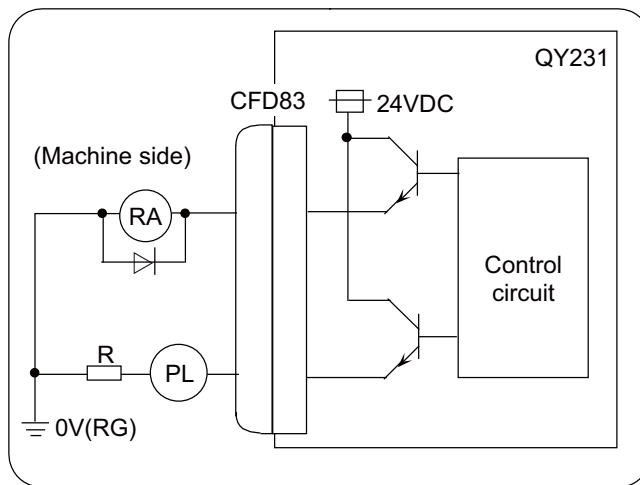 QY231
CFD83
24VDC
(Machine side)
RA
Control
circuit
R
PL
0V(RG)